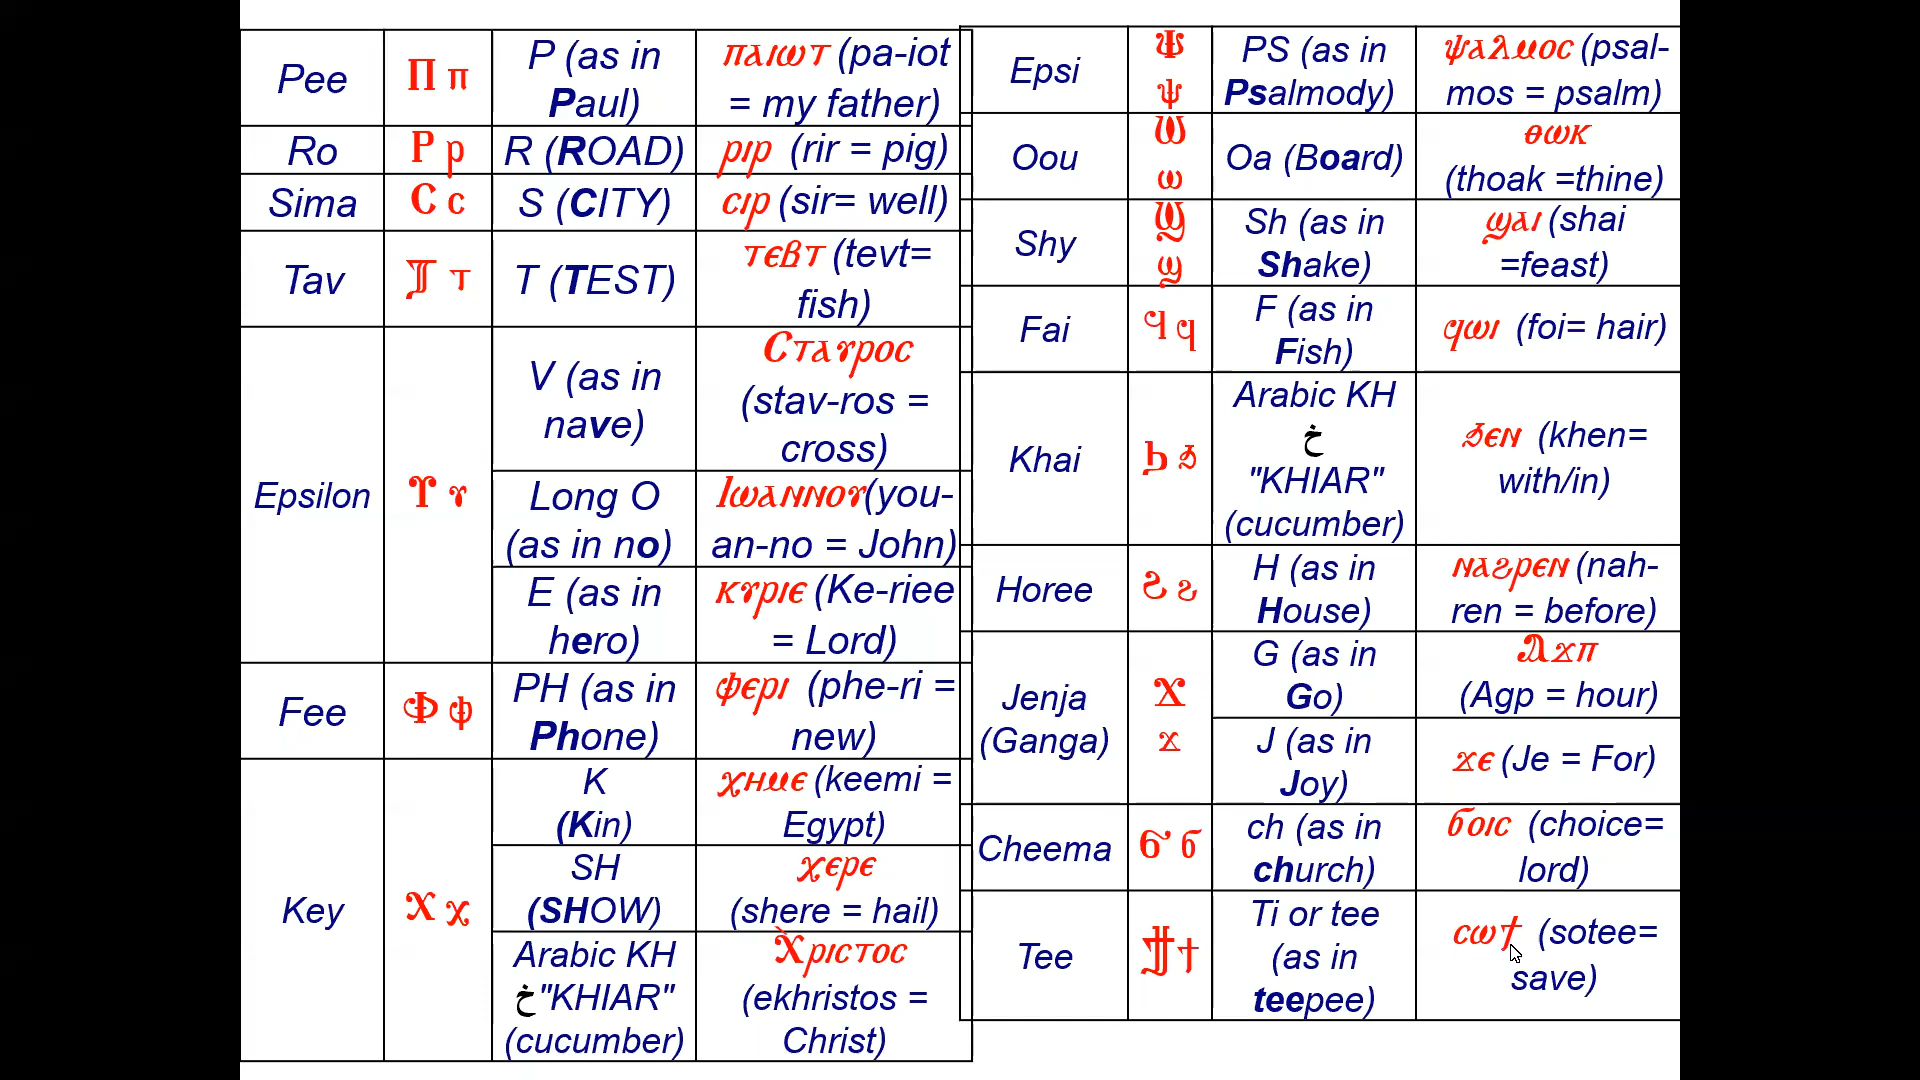 Pee
Ⲡ ⲡ
P (as in
Paul)
ⲡⲁⲓⲱⲧ (pa-iot
= my father)
Ro
Ⲣ ⲣ
R (ROAD)
ⲣⲓⲣ (rir = pig)
Sima
Ⲥ ⲥ
S (CITY)
ⲥⲓⲣ (sir= well)
Tav
Ⲧ ⲧ
T (TEST)
ⲧⲉⲃⲧ (tevt=
fish)
Epsilon
Ⲩ ⲩ
V (as in
nave)
Ⲥⲧⲁⲩⲣⲟⲥ
(stav-ros =
cross)
Long O
(as in no)
Ⲓⲱⲁⲛⲛⲟⲩ(you-
an-no = John)
E (as in
hero)
ⲕⲩⲣⲓⲉ (Ke-riee
= Lord)
Fee
Ⲫ ⲫ
PH (as in
Phone)
ⲫⲉⲣⲓ (phe-ri =
new)
Key
Ⲭ ⲭ
K
(Kin)
ⲭⲏⲙⲉ (keemi =
Egypt)
SH
(SHOW)
ⲭⲉⲣⲉ
(shere = hail)
Arabic KH
خ"KHIAR"
(cucumber)
Ⲭ̀ⲣⲓⲥⲧⲟⲥ
(ekhristos =
Christ)
Epsi
Ⲯ
ⲯ
PS (as in
Psalmody)
ⲯⲁⲗⲙⲟⲥ (psal-
mos = psalm)
Oou
Ⲱ
ⲱ
Oa (Board)
ⲑⲱⲕ
(thoak =thine)
Shy
Ϣ
ϣ
Sh (as in
Shake)
ϣⲁⲓ (shai
=feast)
Fai
Ϥ ϥ
F (as in
Fish)
ϥⲱⲓ (foi= hair)
Khai
Ϧ ϧ
Arabic KH
خ
"KHIAR"
(cucumber)
ϧⲉⲛ (khen=
with/in)
Horee
Ϩ ϩ
H (as in
House)
ⲛⲁϩⲣⲉⲛ (nah-
ren = before)
Jenja
(Ganga)
Ϫ
ϫ
G (as in
Go)
Ⲁϫⲡ
(Agp = hour)
J (as in
Joy)
ϫⲉ (Je = For)
Cheema
Ϭ ϭ
ch (as in
church)
ϭⲟⲓⲥ (choice=
lord)
Tee
Ϯ ϯ
Ti or tee
(as in
teepee)
ⲥⲱϯ (sotee=
save)